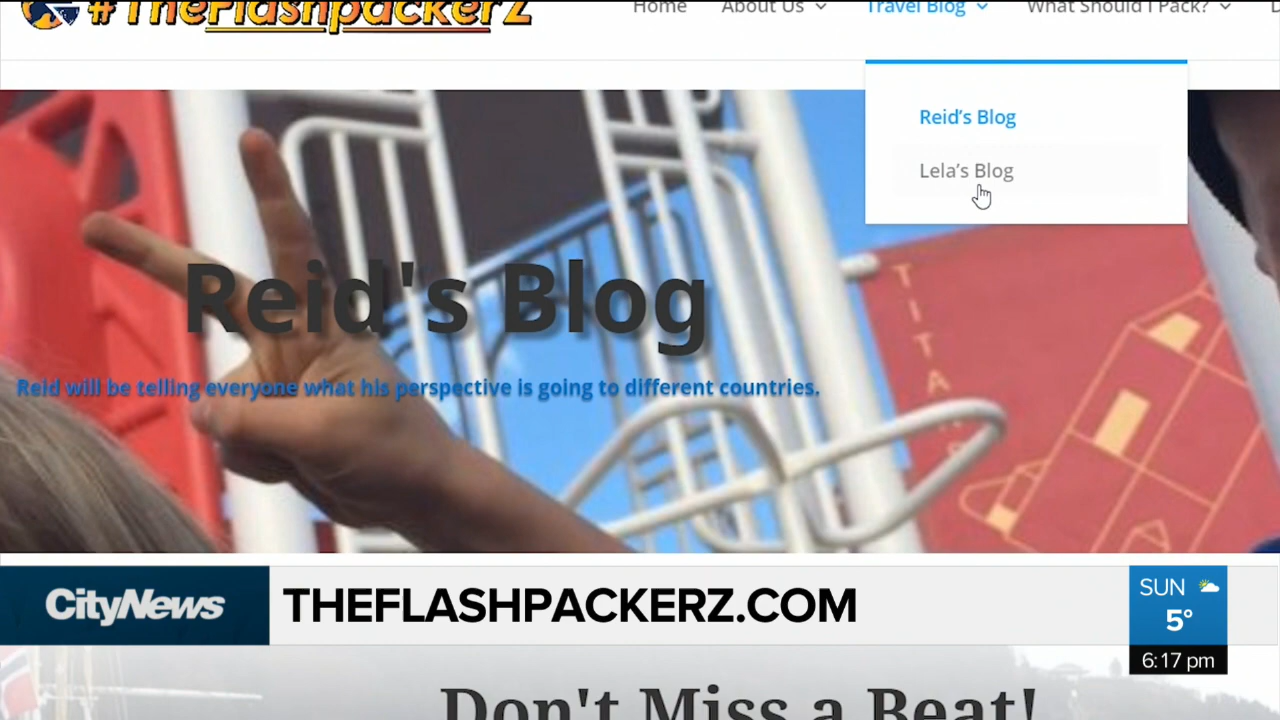 #TheFlashpackerZ
Home About Us Travel Blog What Should I Pack?
Reid's Blog
Lela's Blog
Reid's Blog
Reid will be telling everyone what his perspective is going to different countries.
TITANS
CityNews
THEFLASHPACKERZ.COM
SUN
5°
6:17 pm
Don't Miss a Beat!